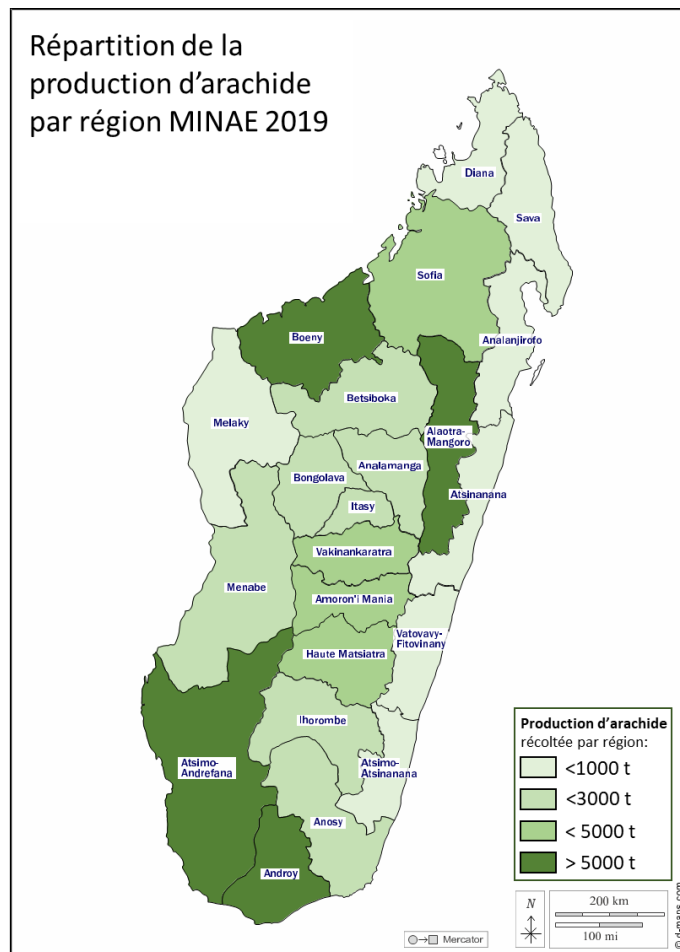 Répartition de la
production d'arachide
par région MINAE 2019
Diana
Sava
Sofia
Analanjirofo
Boeny
Betsiboka
Melaky
Alaotra-
Mangoro
Analamanga
Bongolava
Atsinanana
Itasy
Vakinankaratra
Menabe
Amoron'i Mania
Vatovavy-
Fitovinany
Haute Matsiatra
Ihorombe
Atsimo-
Andrefana
Atsimo-
Atsinanana
Anosy
Androy
Production d'arachide
récoltée par région:
<1000 t
<3000 t
< 5000 t
> 5000 t
N
200 km
100 mi
Mercator
© d-maps.com